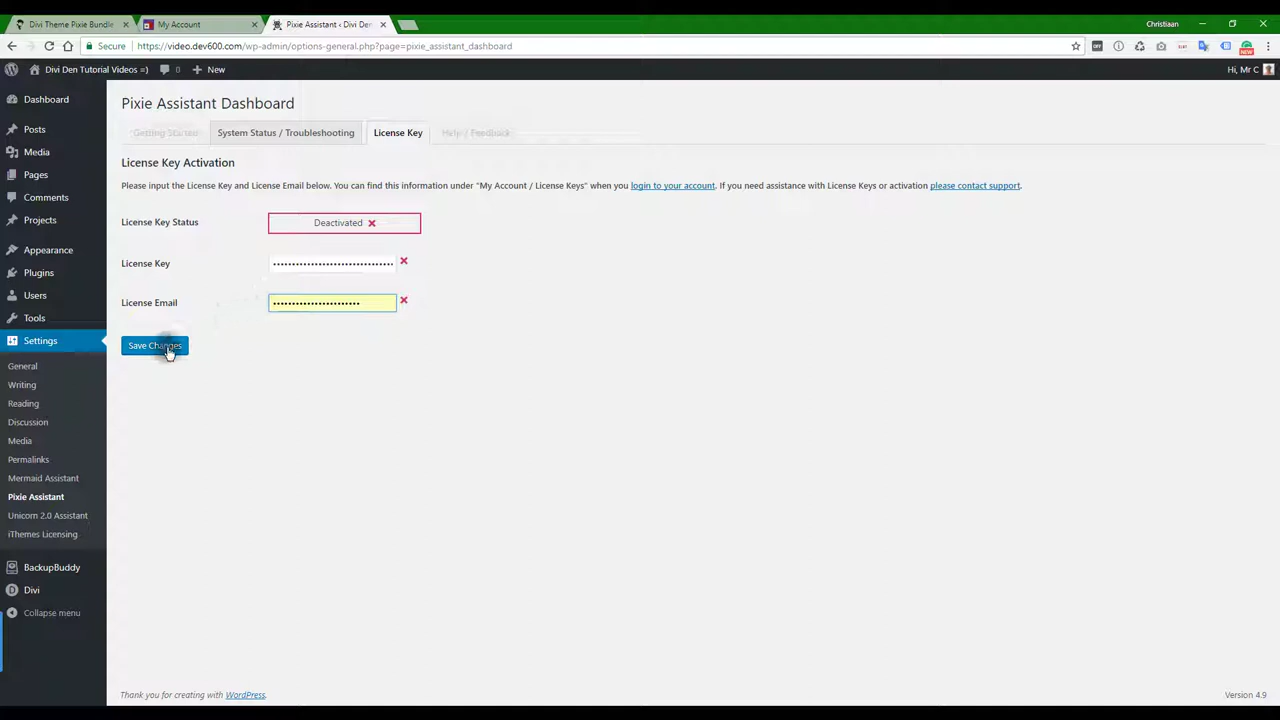 Divi Theme Pixie Bundle
My Account
Pixie Assistant ‹ Divi Den
Christiaan
Secure
https://video.dev600.com/wp-admin/options-general.php?page=pixie_assistant_dashboard
OFF
NEW
Divi Den Tutorial Videos =)
0
New
Hi, Mr C
Dashboard
Posts
Media
Pages
Comments
Projects
Appearance
Plugins
Users
Tools
Settings
General
Writing
Reading
Discussion
Media
Permalinks
Mermaid Assistant
Pixie Assistant
Unicorn 2.0 Assistant
iThemes Licensing
BackupBuddy
Divi
Collapse menu
Pixie Assistant Dashboard
Getting Started
System Status / Troubleshooting
License Key
Help / Feedback
License Key Activation
Please input the License Key and License Email below. You can find this information under "My Account / License Keys" when you login to your account. If you need assistance with License Keys or activation please contact support.
License Key Status
Deactivated
License Key
License Email
Save Changes
Thank you for creating with WordPress.
Version 4.9